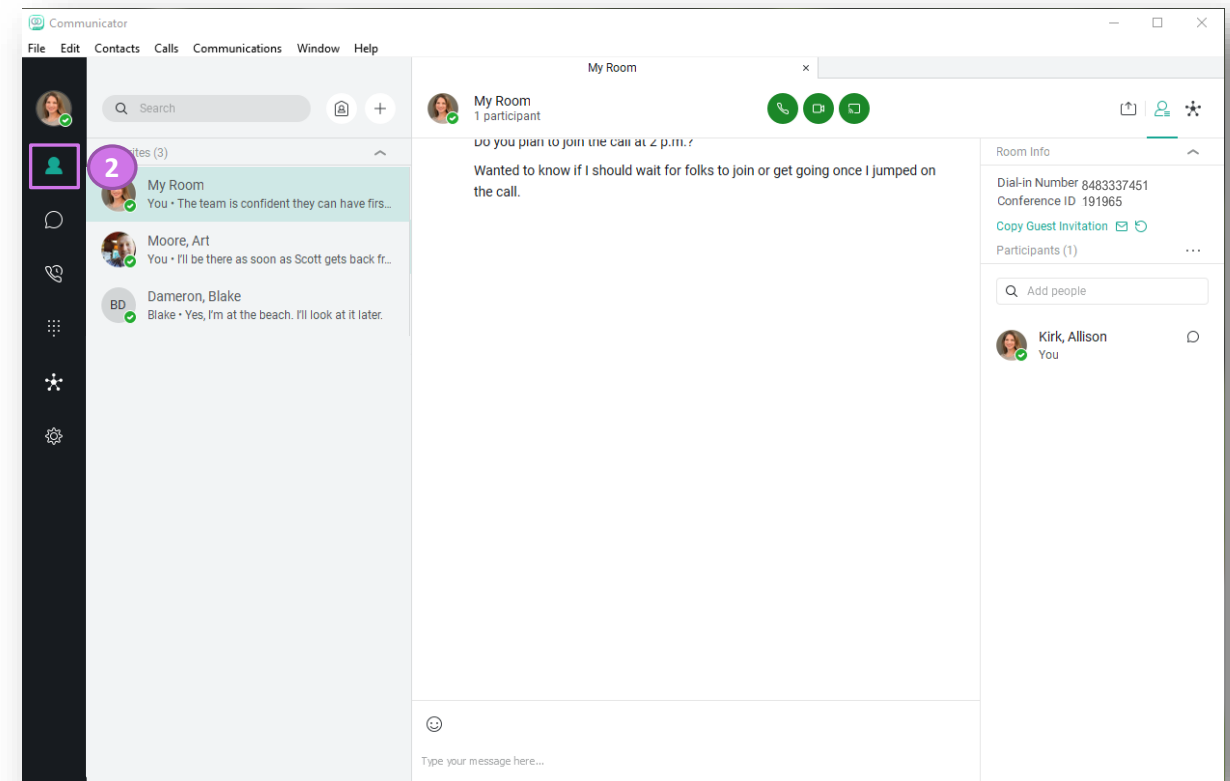 Communicator
File Edit Contacts Calls Communications Window Help
My Room
Search
My Room
1 participant
2
(3)
My Room
You • The team is confident they can have firs...
Moore, Art
You • I'll be there as soon as Scott gets back fr...
BD
Dameron, Blake
Blake • Yes, I'm at the beach. I'll look at it later.
Do you plan to join the call at 2 p.m.?
Wanted to know if I should wait for folks to join or get going once I jumped on
the call.
Type your message here...
Room Info
Dial-in Number 8483337451
Conference ID 191965
Copy Guest Invitation
Participants (1)
Add people
Kirk, Allison
You